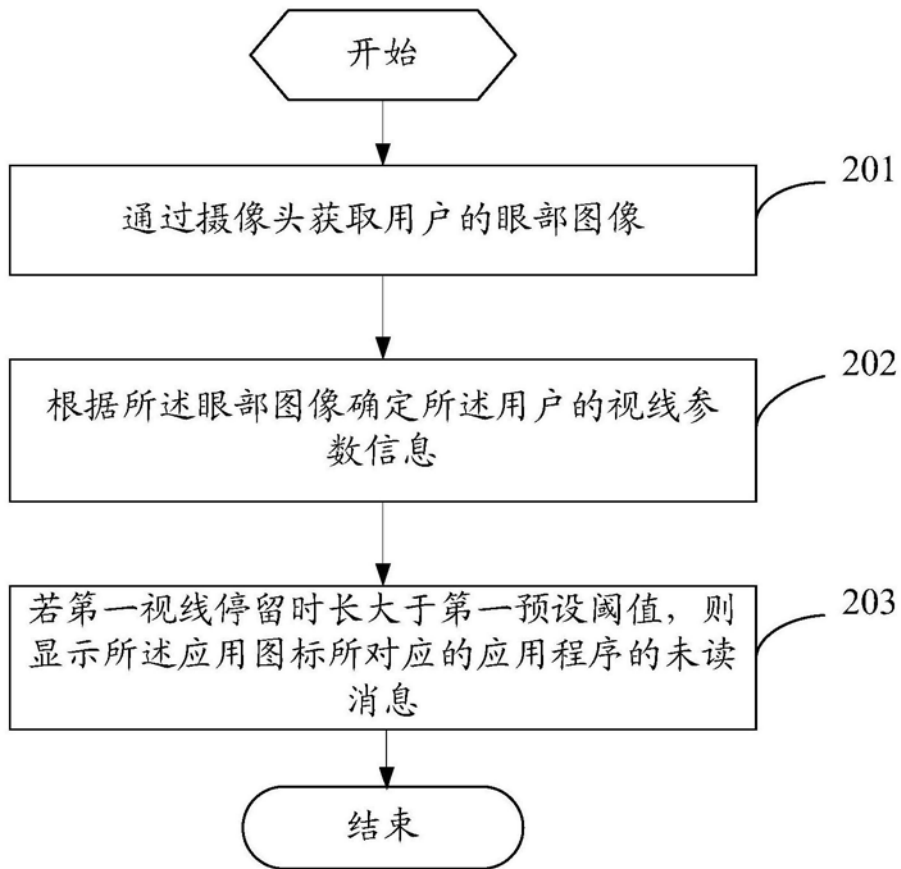 开始
通过摄像头获取用户的眼部图像
201
根据所述眼部图像确定所述用户的视线参
数信息
202
若第一视线停留时长大于第一预设阈值，则
显示所述应用图标所对应的应用程序的未读
消息
203
结束